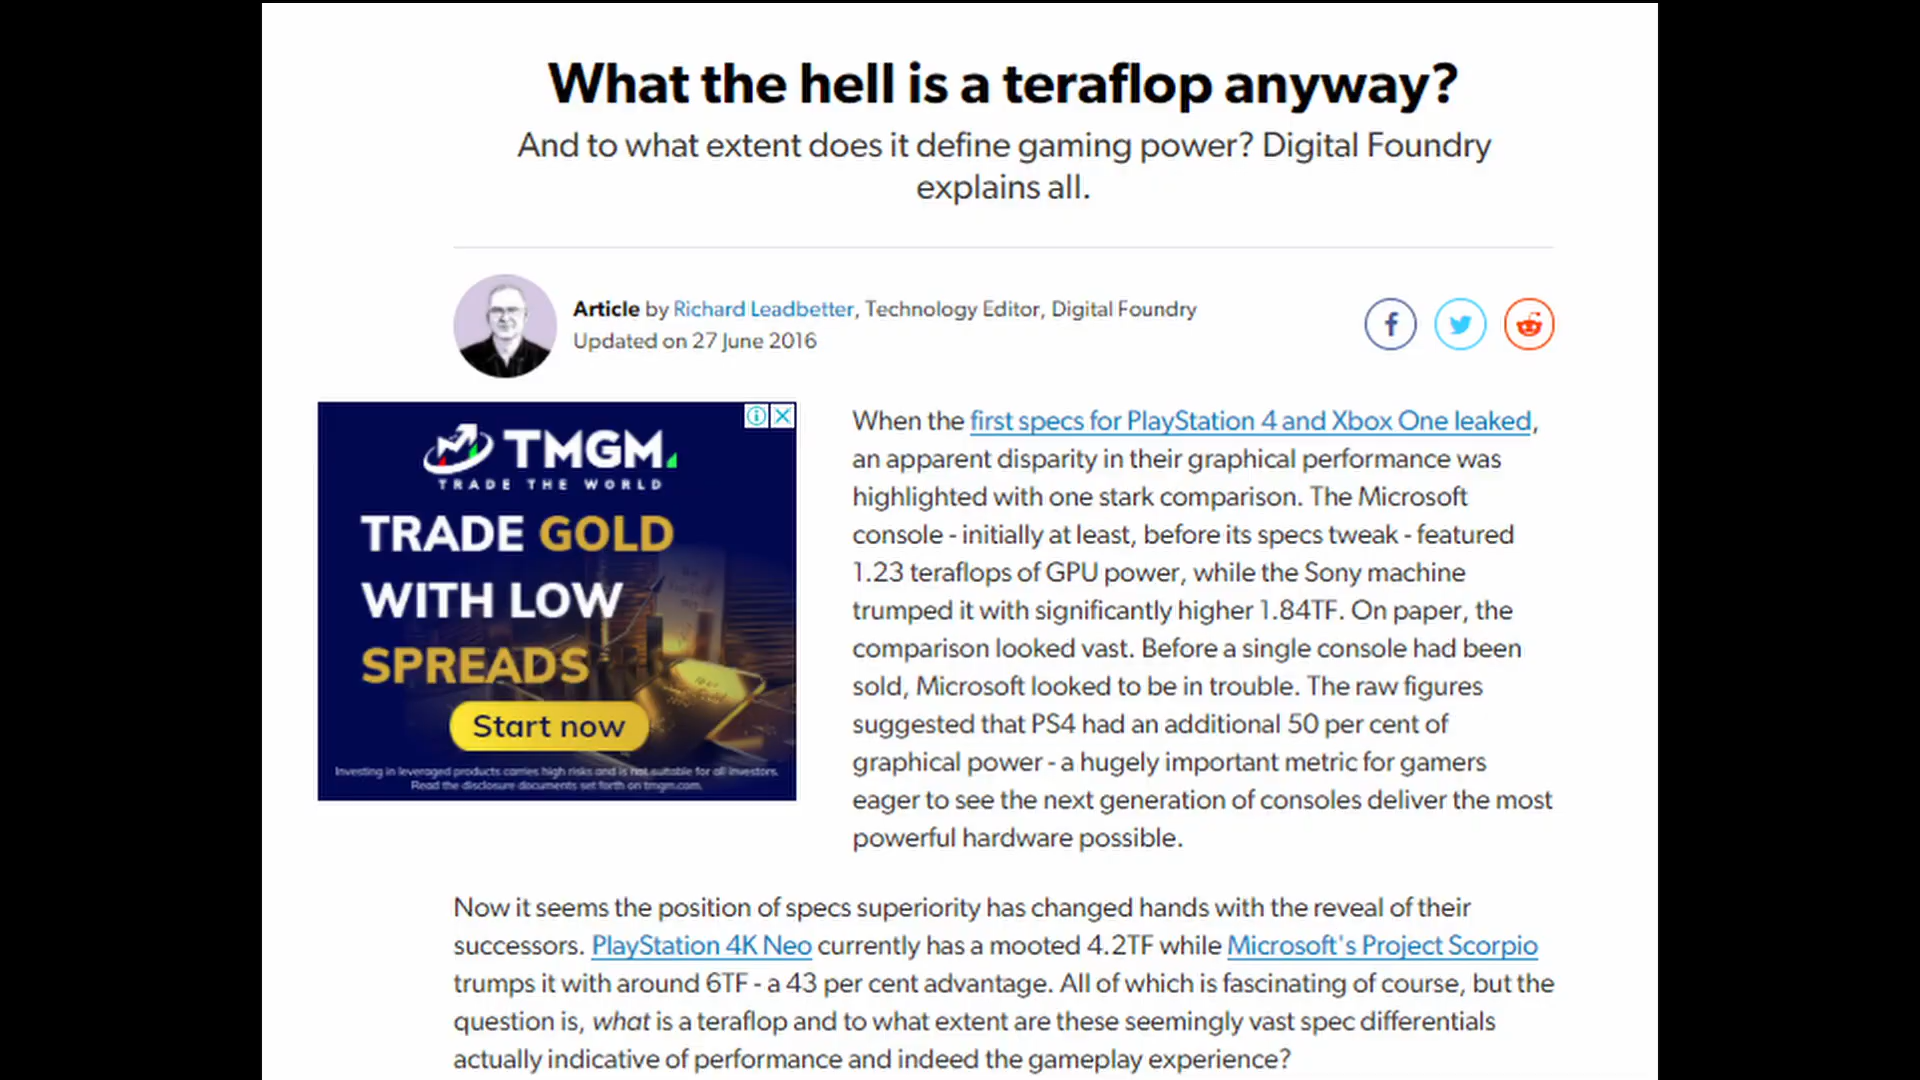 What the hell is a teraflop anyway?
And to what extent does it define gaming power? Digital Foundry
explains all.
Article by Richard Leadbetter, Technology Editor, Digital Foundry
Updated on 27 June 2016
TMGM
TRADE THE WORLD
TRADE GOLD
WITH LOW
SPREADS
Start now
Investing in leveraged products carries high risks and is not suitable for all investors.
Read the disclosure documents set forth on tmgm.com.
When the first specs for PlayStation 4 and Xbox One leaked,
an apparent disparity in their graphical performance was
highlighted with one stark comparison. The Microsoft
console - initially at least, before its specs tweak - featured
1.23 teraflops of GPU power, while the Sony machine
trumped it with significantly higher 1.84TF. On paper, the
comparison looked vast. Before a single console had been
sold, Microsoft looked to be in trouble. The raw figures
suggested that PS4 had an additional 50 per cent of
graphical power - a hugely important metric for gamers
eager to see the next generation of consoles deliver the most
powerful hardware possible.
Now it seems the position of specs superiority has changed hands with the reveal of their
successors. PlayStation 4K Neo currently has a mooted 4.2TF while Microsoft's Project Scorpio
trumps it with around 6TF - a 43 per cent advantage. All of which is fascinating of course, but the
question is, what is a teraflop and to what extent are these seemingly vast spec differentials
actually indicative of performance and indeed the gameplay experience?